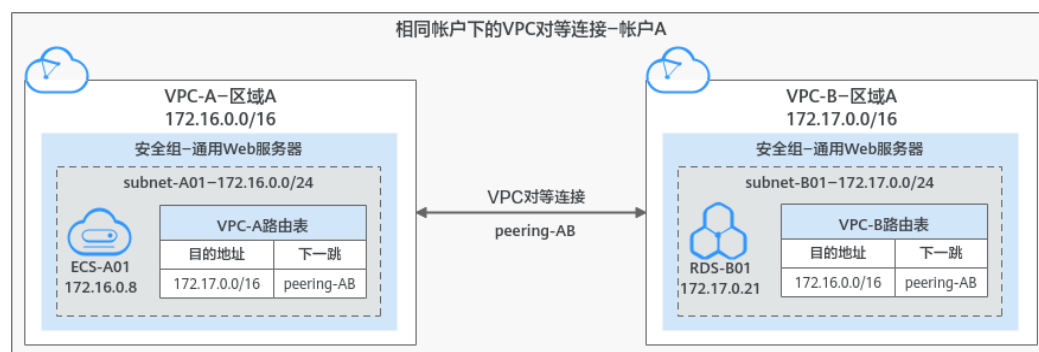 相同帐户下的VPC对等连接–帐户A
VPC-A–区域A
172.16.0.0/16
安全组–通用Web服务器
subnet-A01–172.16.0.0/24
VPC-A路由表
目的地址 下一跳
172.17.0.0/16 peering-AB
ECS-A01
172.16.0.8
VPC对等连接
peering-AB
VPC-B–区域A
172.17.0.0/16
安全组–通用Web服务器
subnet-B01–172.17.0.0/24
VPC-B路由表
目的地址 下一跳
172.16.0.0/16 peering-AB
RDS-B01
172.17.0.21